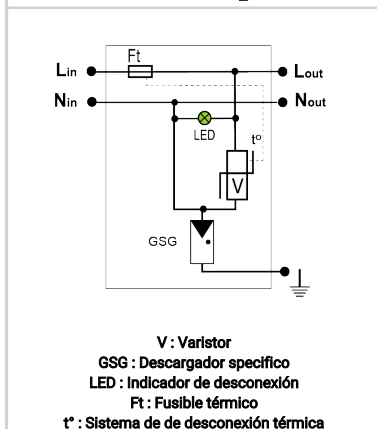 Ft
Lin Lout
Nin Nout
LED
t°
V
GSG
V : Varistor
GSG : Descargador specifico
LED : Indicador de desconexión
Ft : Fusible térmico
t° : Sistema de de desconexión térmica